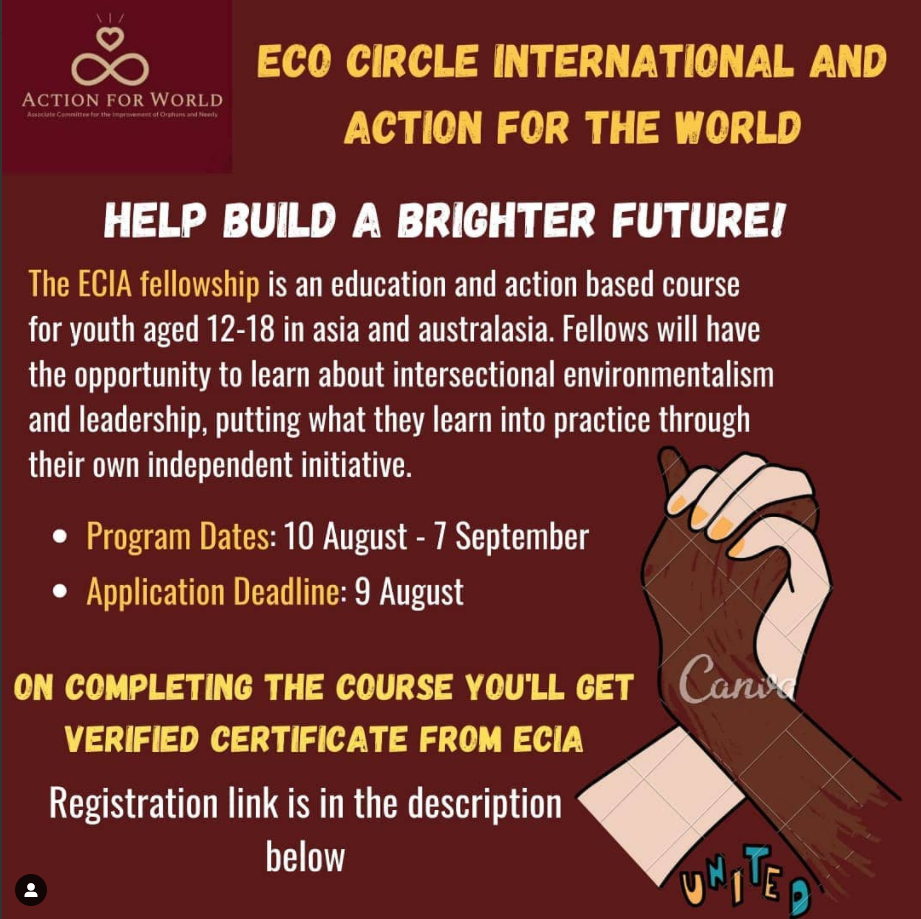 ACTION FOR WORLD
Associate Committee for the Improvement of Orphans and Needy
ECO CIRCLE INTERNATIONAL AND
ACTION FOR THE WORLD
HELP BUILD A BRIGHTER FUTURE!
The ECIA fellowship is an education and action based course
for youth aged 12-18 in asia and australasia. Fellows will have
the opportunity to learn about intersectional environmentalism
and leadership, putting what they learn into practice through
their own independent initiative.
• Program Dates: 10 August - 7 September
• Application Deadline: 9 August
ON COMPLETING THE COURSE YOU'LL GET
VERIFIED CERTIFICATE FROM ECIA
Registration link is in the description
below
Canva
UNITED